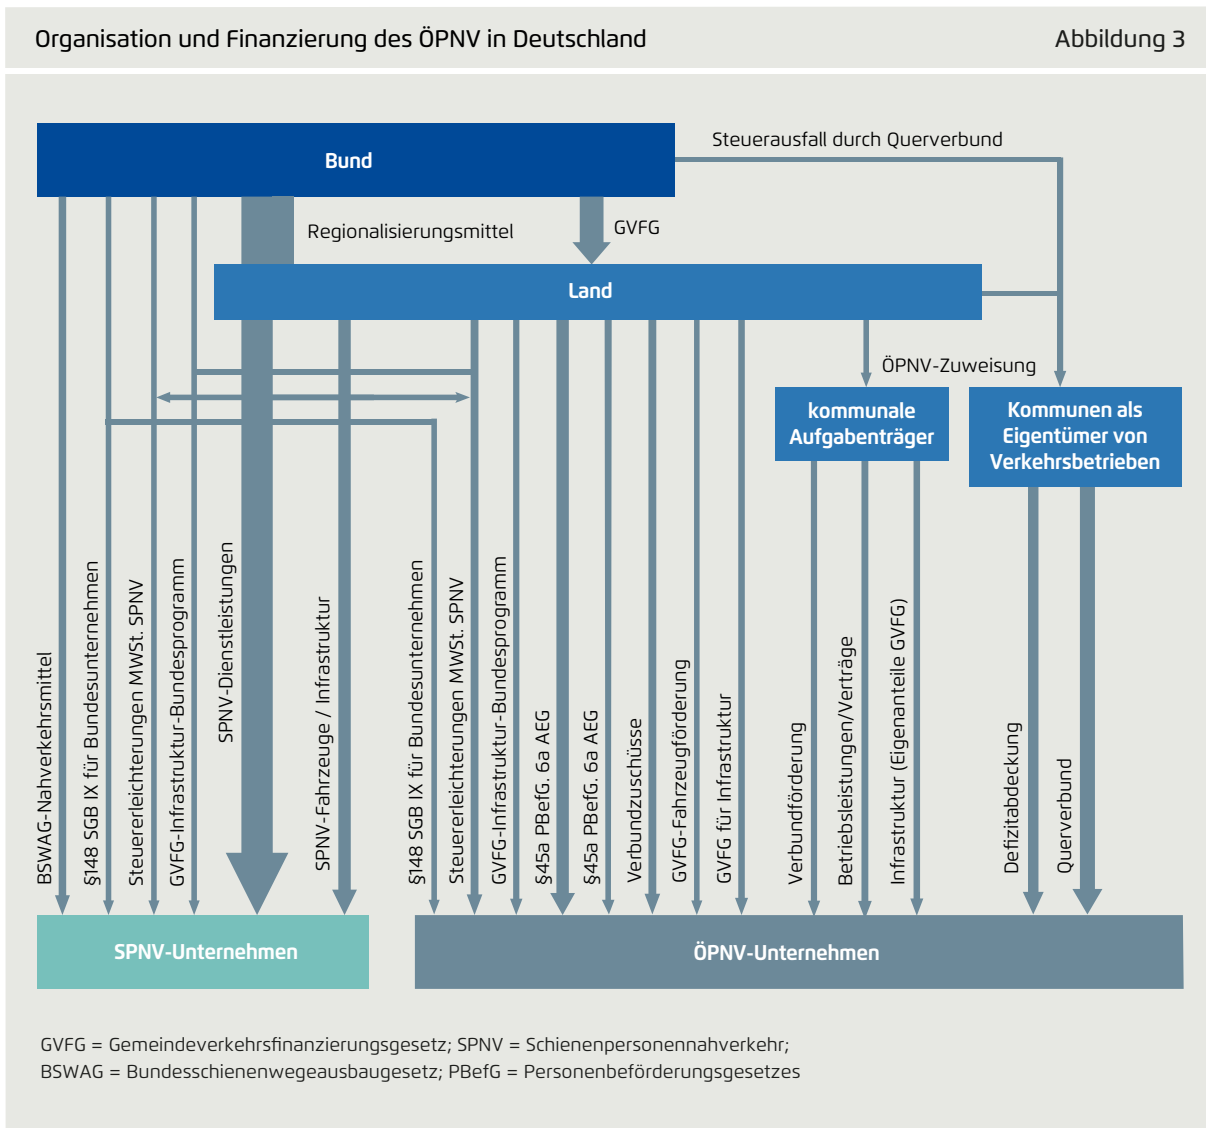 Organisation und Finanzierung des ÖPNV in Deutschland
Abbildung 3
Bund
Steuerausfall durch Querverbund
Regionalisierungsmittel
GVFG
Land
ÖPNV-Zuweisung
kommunale
Aufgabenträger
Kommunen als
Eigentümer von
Verkehrsbetrieben
BSWAG-Nahverkehrsmittel
§148 SGB IX für Bundesunternehmen
Steuererleichterungen MWSt. SPNV
GVFG-Infrastruktur-Bundesprogramm
SPNV-Dienstleistungen
SPNV-Fahrzeuge / Infrastruktur
§148 SGB IX für Bundesunternehmen
Steuererleichterungen MWSt. SPNV
GVFG-Infrastruktur-Bundesprogramm
§45a PBefG. 6a AEG
§45a PBefG. 6a AEG
Verbundzuschüsse
GVFG-Fahrzeugförderung
GVFG für Infrastruktur
Verbundförderung
Betriebsleistungen/Verträge
Infrastruktur (Eigenanteile GVFG)
Defizitabdeckung
Querverbund
SPNV-Unternehmen
ÖPNV-Unternehmen
GVFG = Gemeindeverkehrsfinanzierungsgesetz; SPNV = Schienenpersonennahverkehr;
BSWAG = Bundesschienenwegeausbaugesetz; PBefG = Personenbeförderungsgesetzes